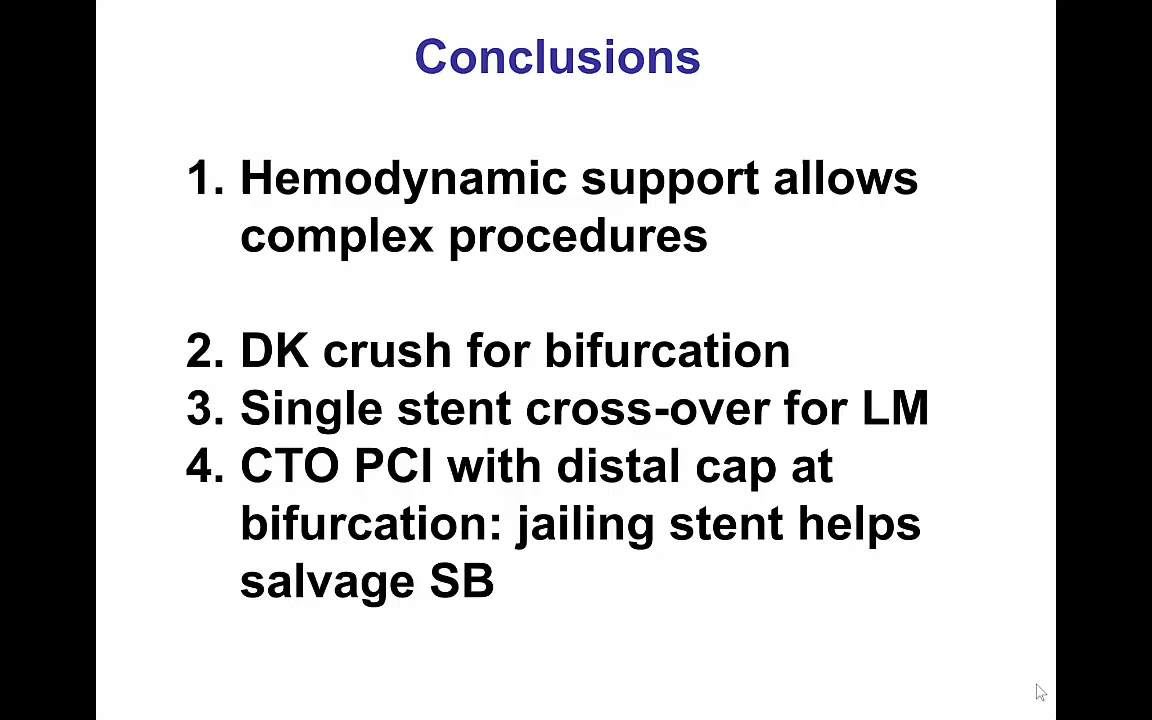 Conclusions
1. Hemodynamic support allows
complex procedures
2. DK crush for bifurcation
3. Single stent cross-over for LM
4. CTO PCI with distal cap at
bifurcation: jailing stent helps
salvage SB